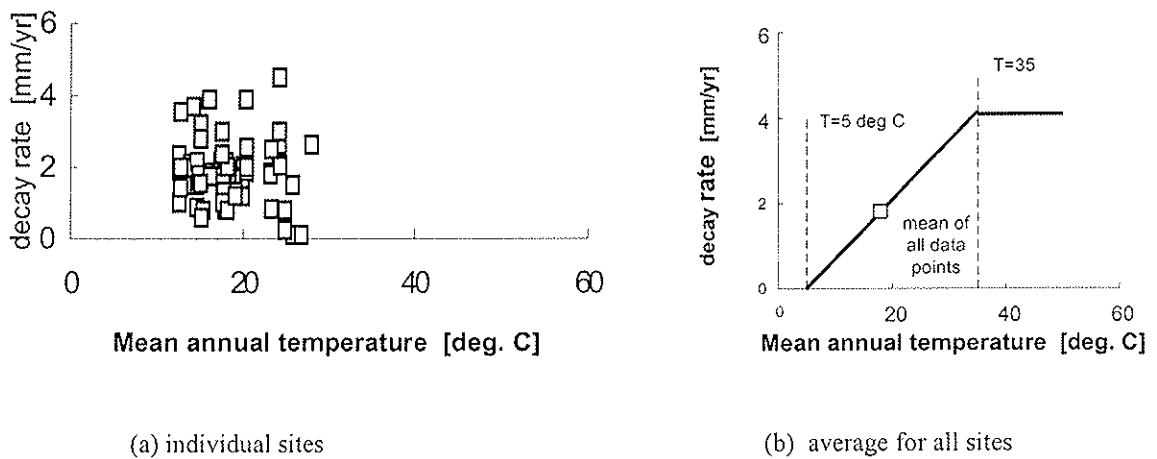 6
4
2
0
decay rate [mm/yr]
0
20
40
60
Mean annual temperature [deg. C]
(a) individual sites
6
4
2
0
decay rate [mm/yr]
T=35
T=5 deg C
mean of
all data
points
0
20
40
60
Mean annual temperature [deg. C]
(b) average for all sites